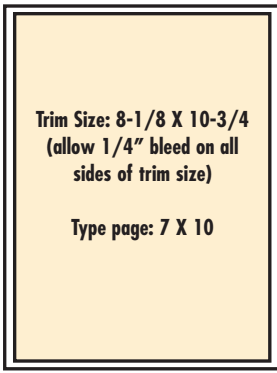 Trim Size: 8-1/8 X 10-3/4
(allow 1/4” bleed on all
sides of trim size)
Type page: 7 X 10